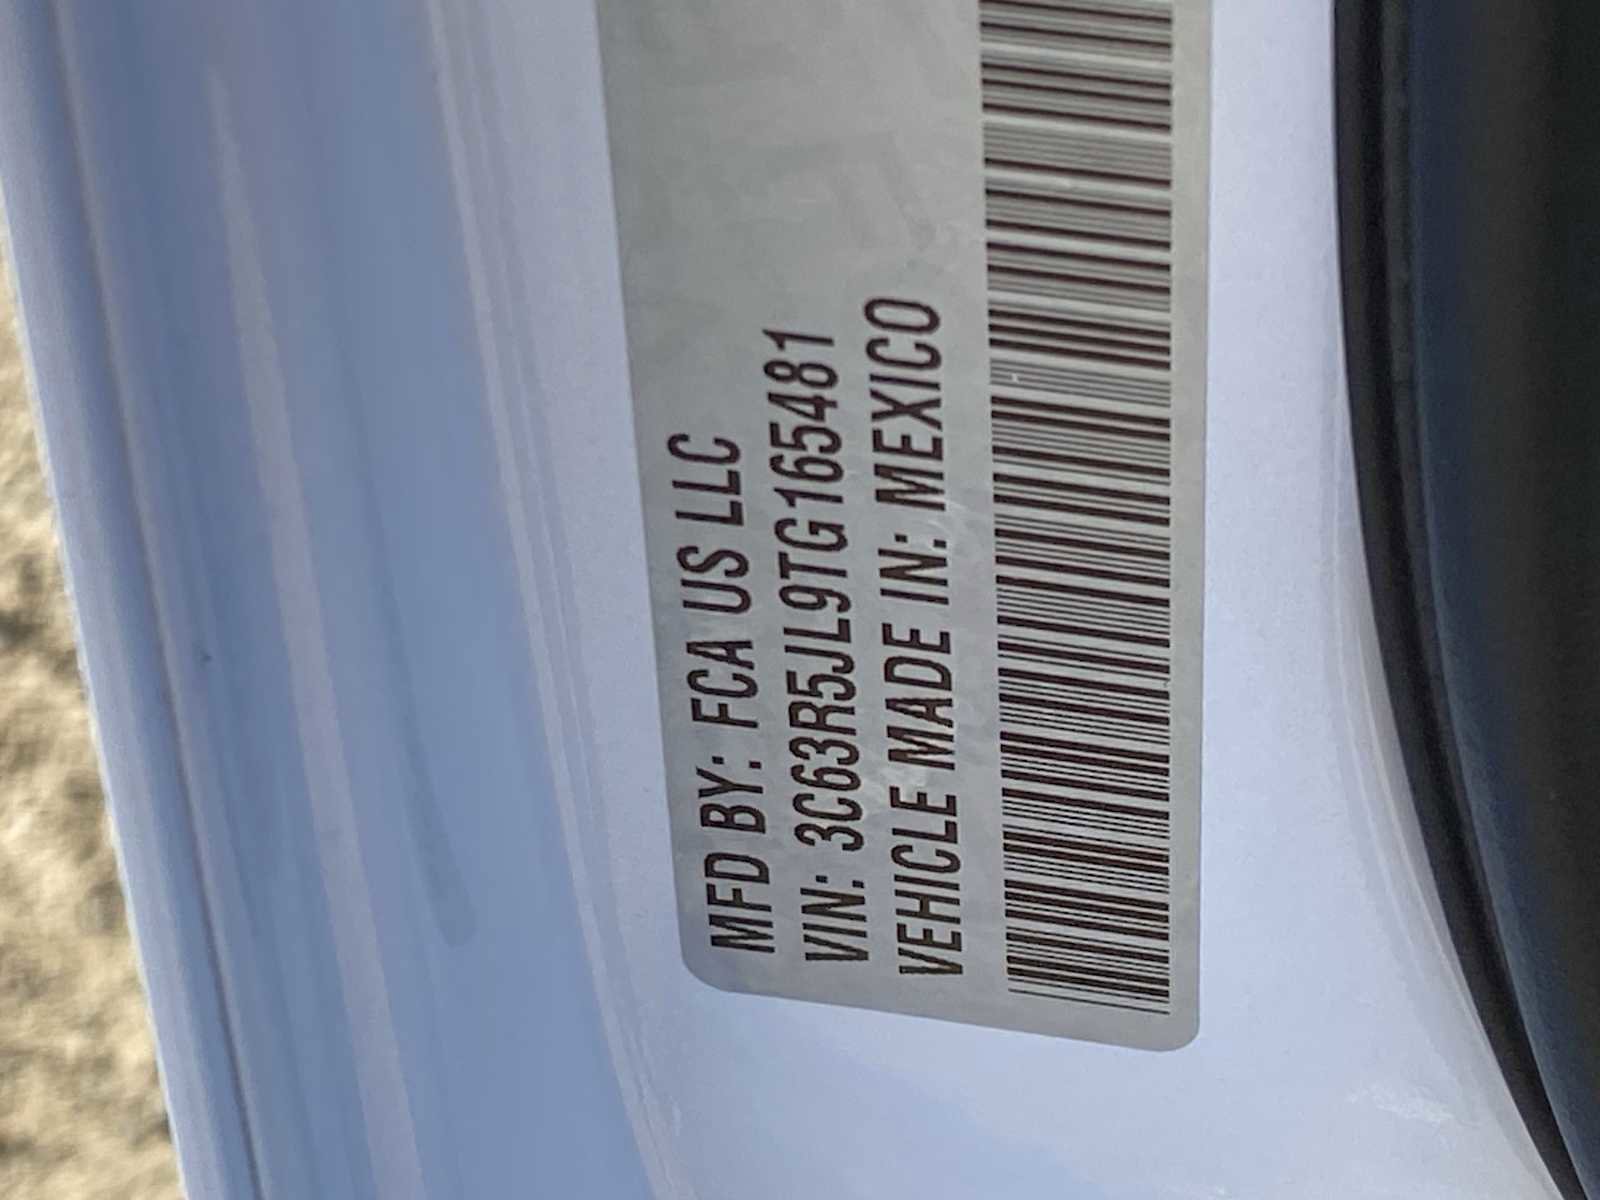 MFD BY: FCA US LLC
VIN: 3C63R5JL9TG165481
VEHICLE MADE IN: MEXICO